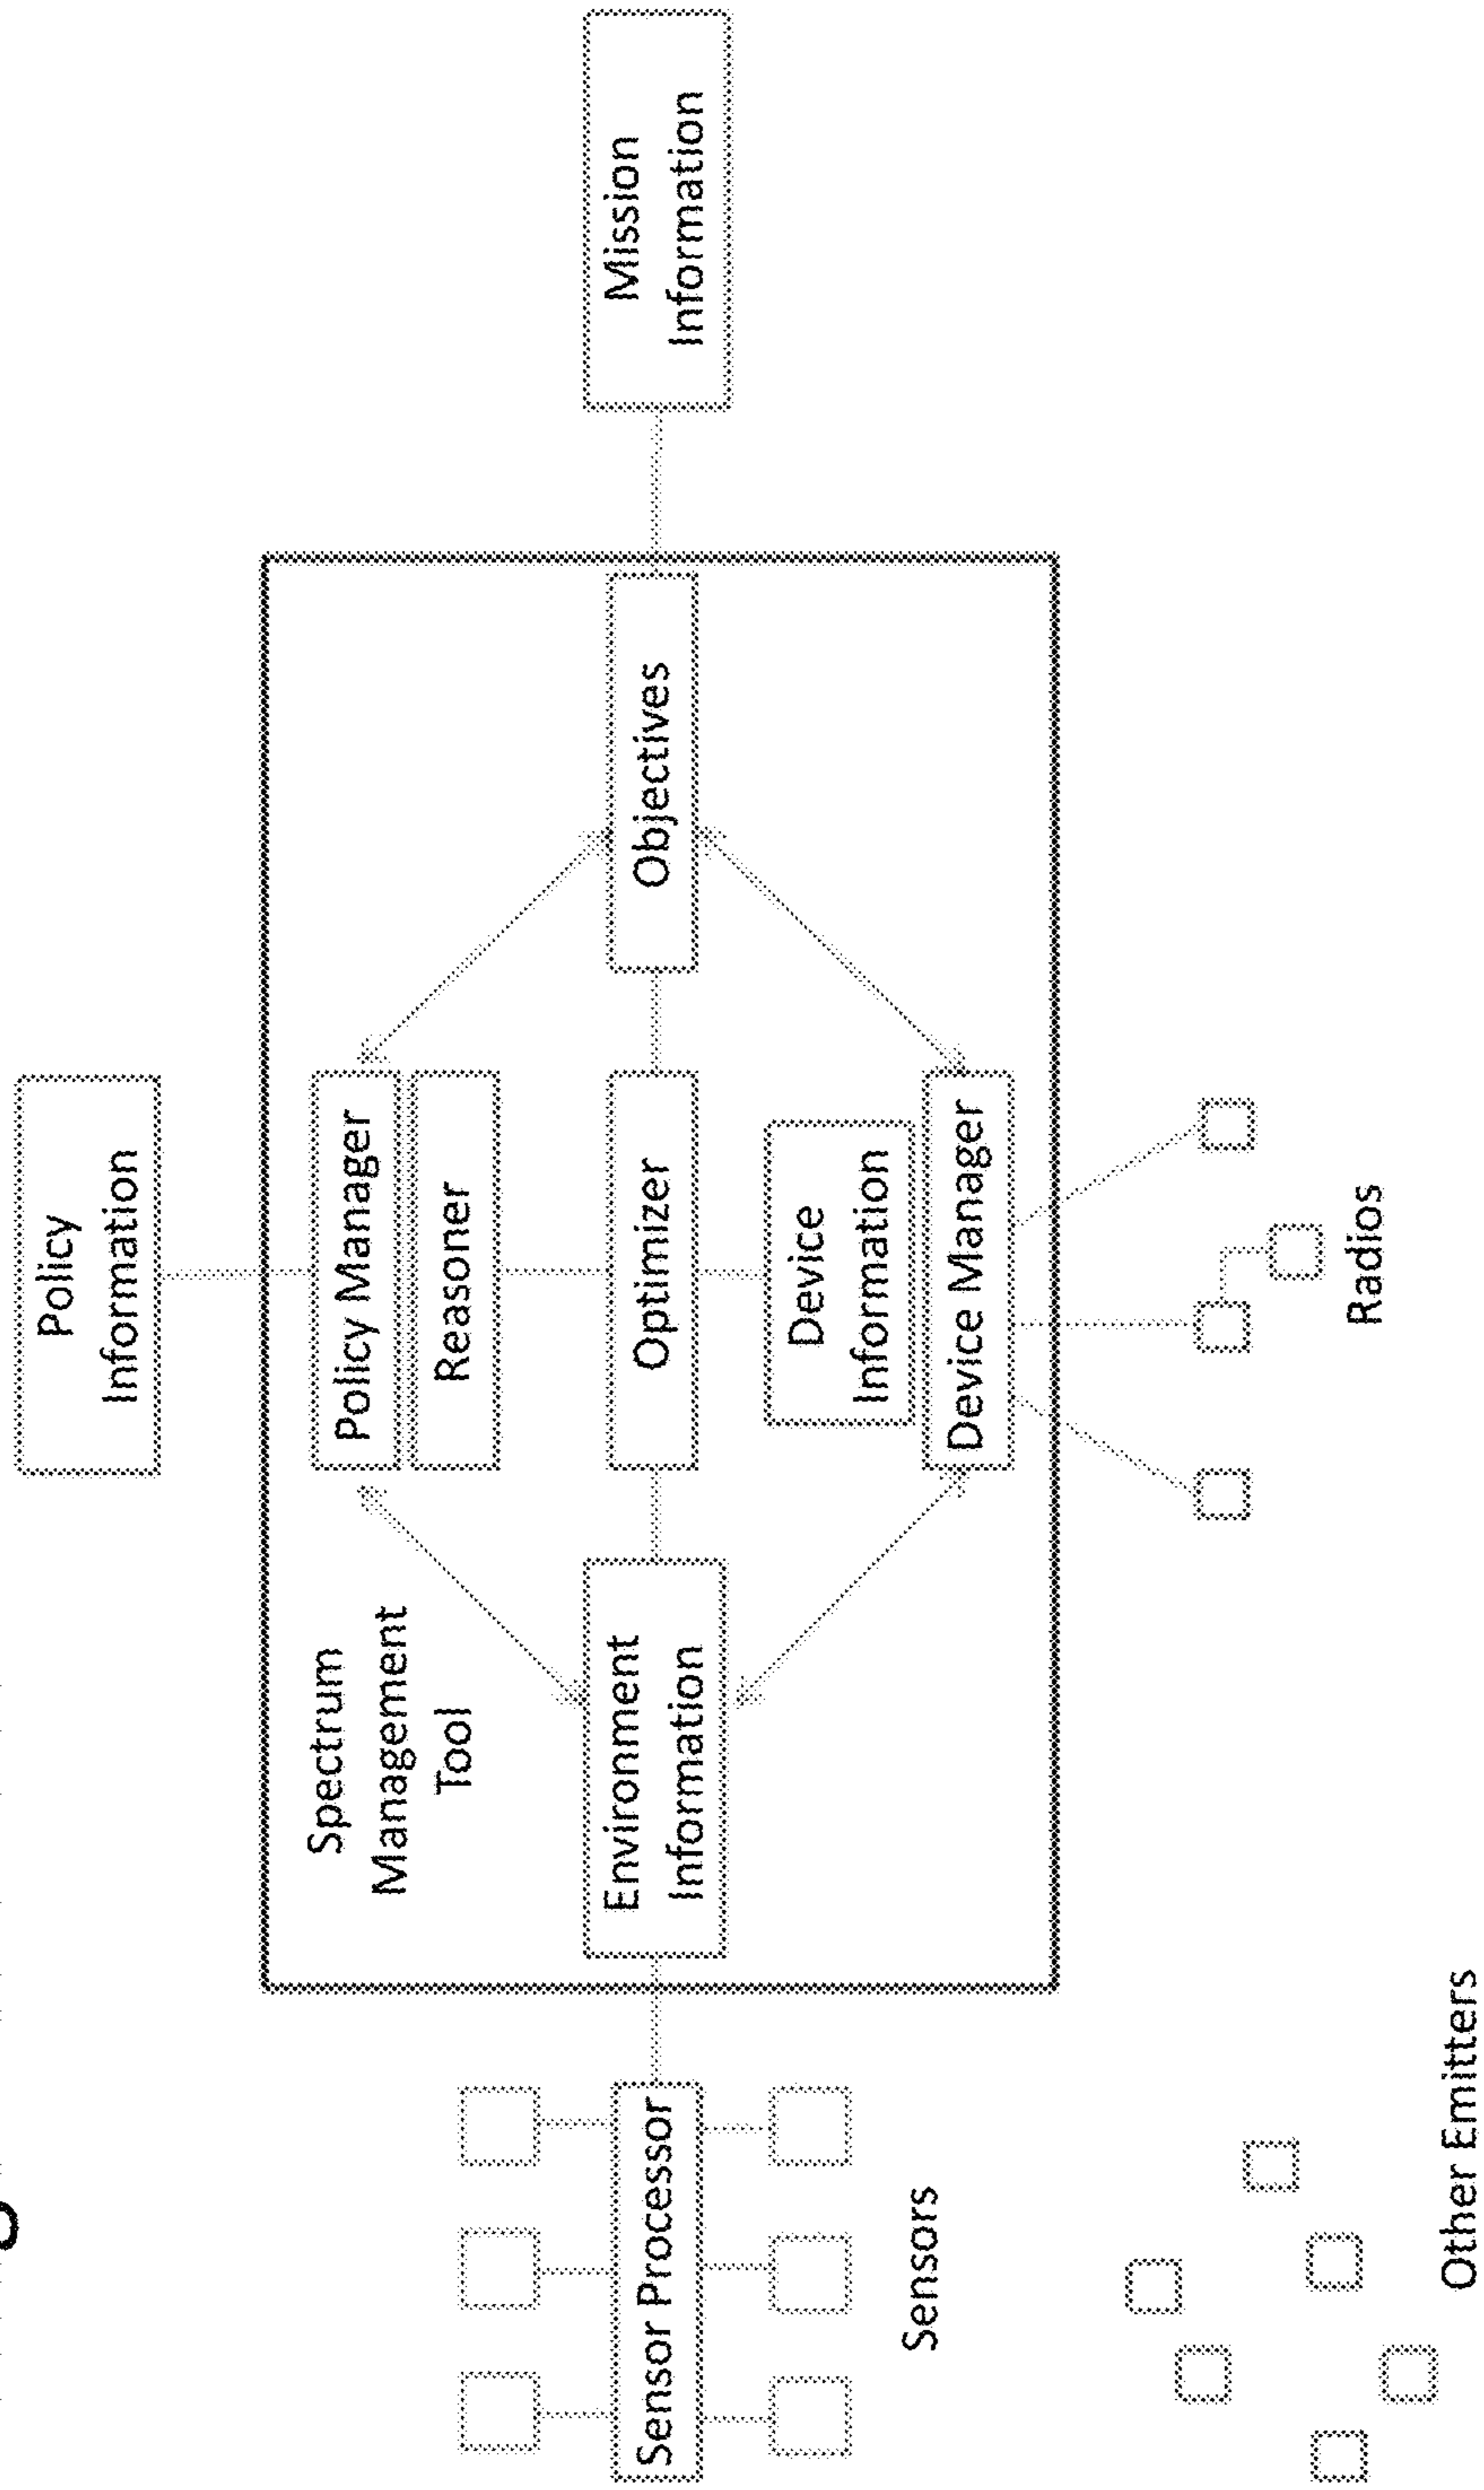 Policy
Information
Spectrum
Management
Tool
Policy Manager
Reasoner
Sensor Processor
Environment
Information
Optimizer
Objectives
Mission
Information
Device
Information
Device Manager
Sensors
Radios
Other Emitters